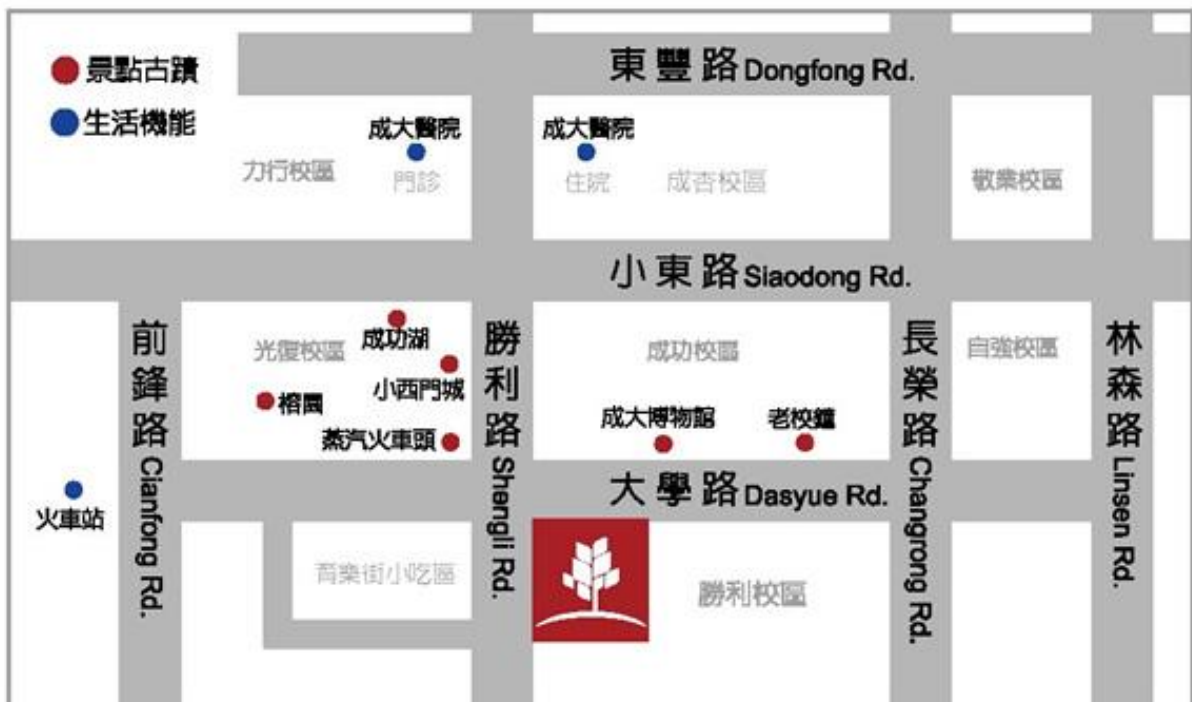 景點古蹟
生活機能
東豐路 Dongfong Rd.
成大醫院
門診
成大醫院
住院
力行校區
成杏校區
敬業校區
小東路 Siaodong Rd.
前鋒路 Cianfong Rd.
光復校區
成功湖
小西門城
榕園
蒸汽火車頭
勝利路 Shengli Rd.
成功校區
成大博物館
老校鐘
長榮路 Changrong Rd.
自強校區
林森路 Linsen Rd.
火車站
大學路 Dasyue Rd.
育樂街小吃區
勝利校區